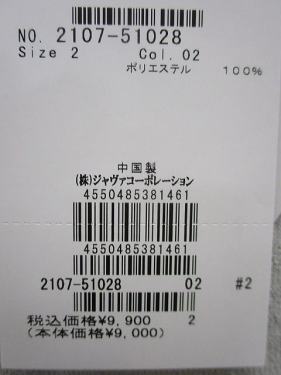 NO. 2107-51028
Size 2 Col. 02
ポリエステル 100%
中国製
(株)ジャヴァコーポレーション
4550485381461
4550485381461
2107-51028 02 #2
税込価格¥9,900 2
(本体価格¥9,000)